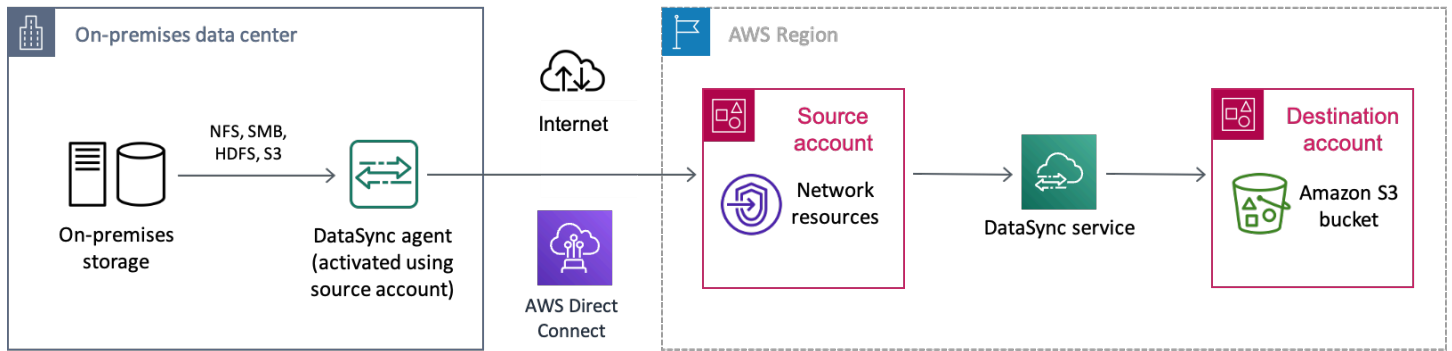 On-premises data center
NFS, SMB,
HDFS, S3
On-premises
storage
DataSync agent
(activated using
source account)
Internet
AWS Direct
Connect
AWS Region
Source
account
Network
resources
DataSync service
Destination
account
Amazon S3
bucket